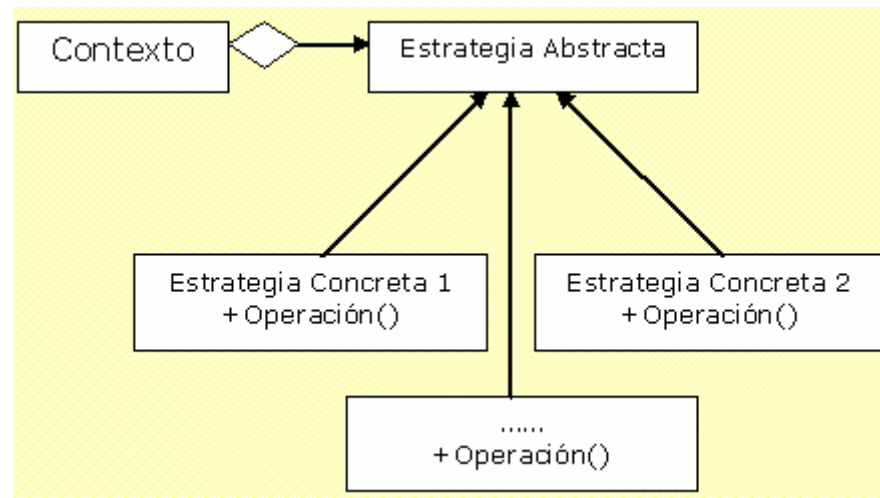 Contexto
Estrategia Abstracta
Estrategia Concreta 1
+ Operación()
Estrategia Concreta 2
+ Operación()
......
+ Operación()